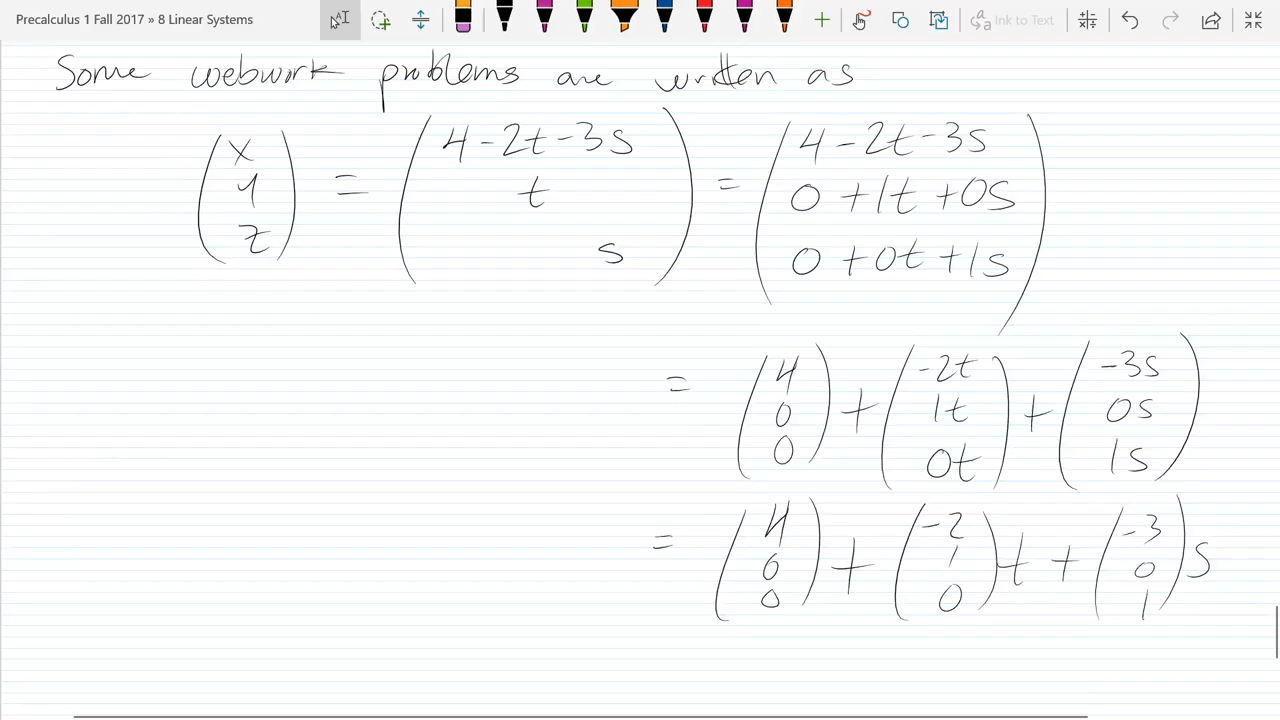 Precalculus 1 Fall 2017 » 8 Linear Systems
Ink to Text
Some webwork problems are written as
(x y z) = (4-2t-3s t s) = (4-2t-3s 0+1t+0s 0+0t+1s)
= (4 0 0) + (-2t 1t 0t) + (-3s 0s 1s)
= (4 0 0) + (-2 1 0)t + (-3 0 1)s